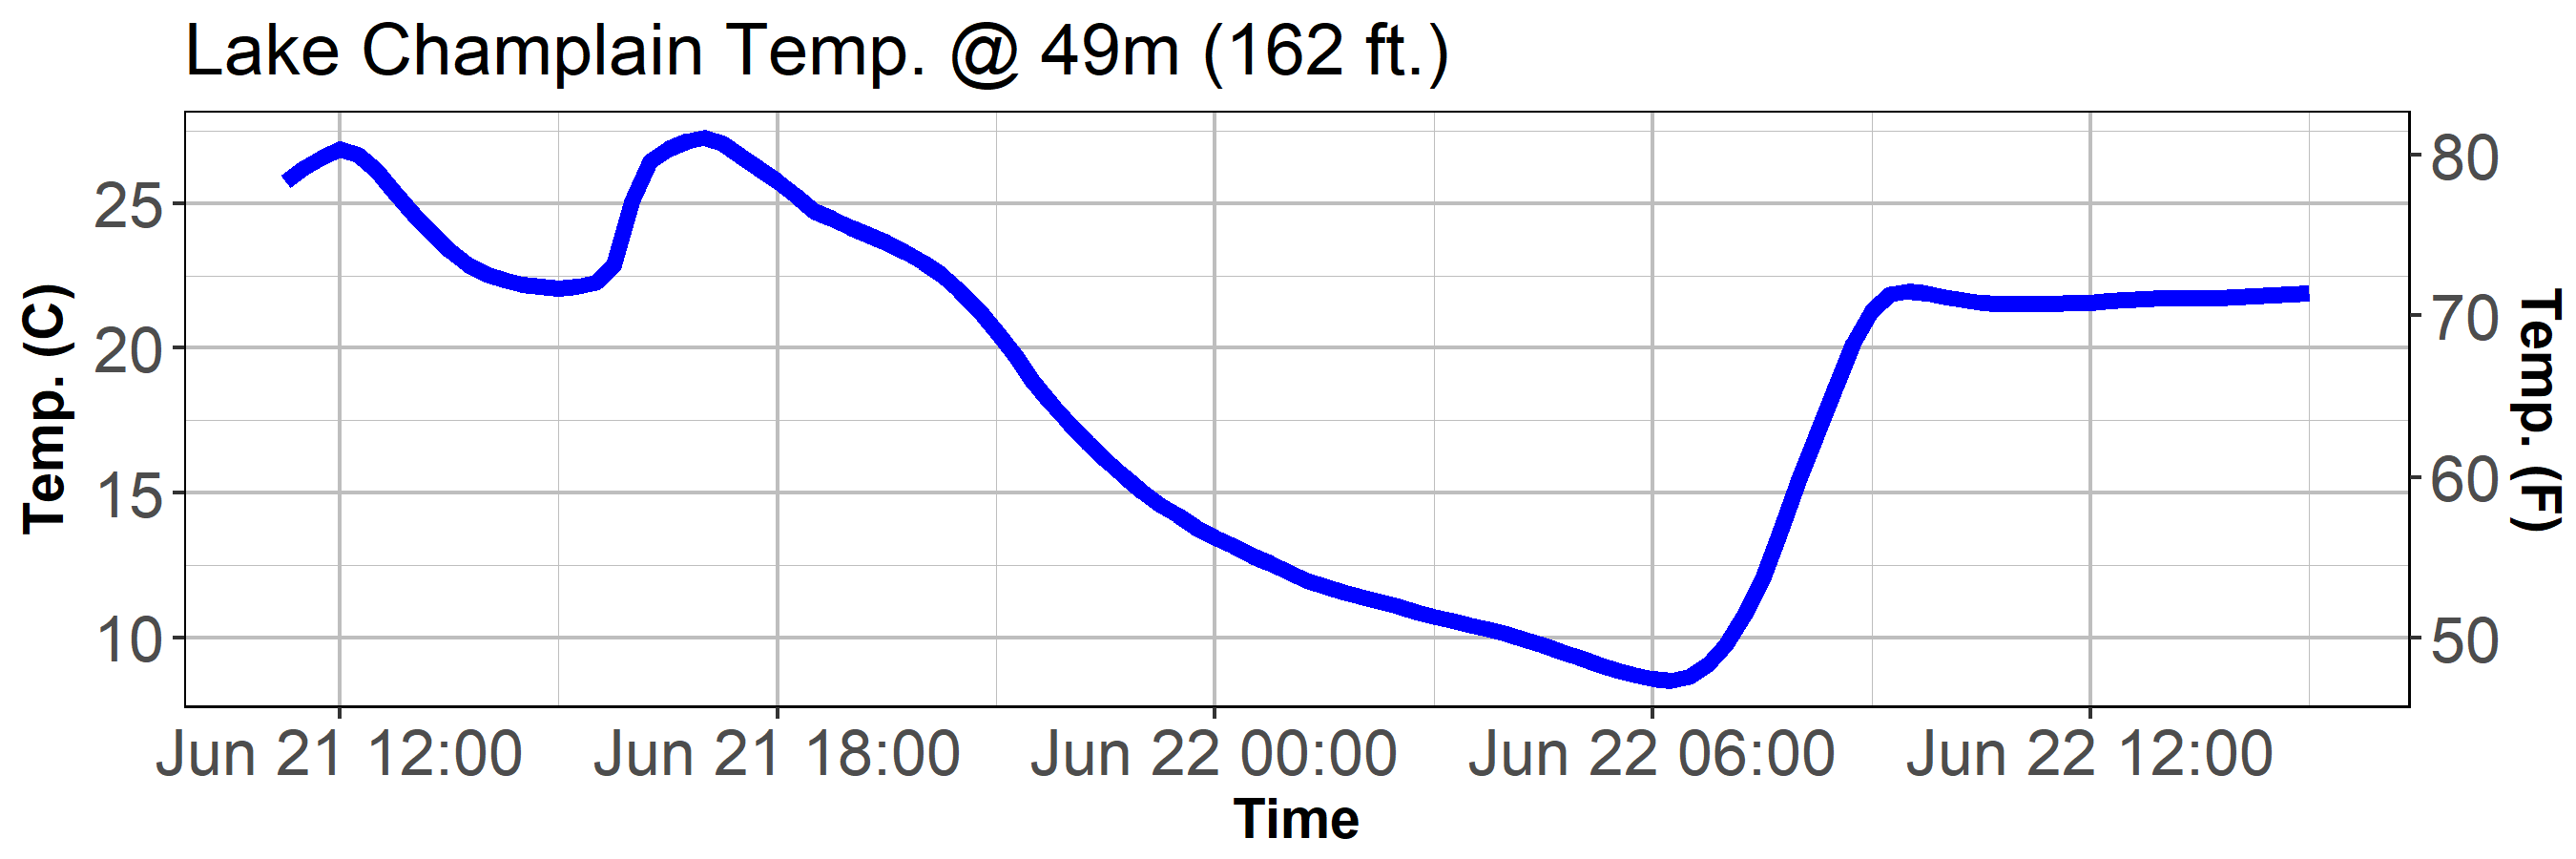 Lake Champlain Temp. @ 49m (162 ft.)
Temp. (C)
25
20
15
10
80
70
60
50
Temp. (F)
Jun 21 12:00
Jun 21 18:00
Jun 22 00:00
Jun 22 06:00
Jun 22 12:00
Time